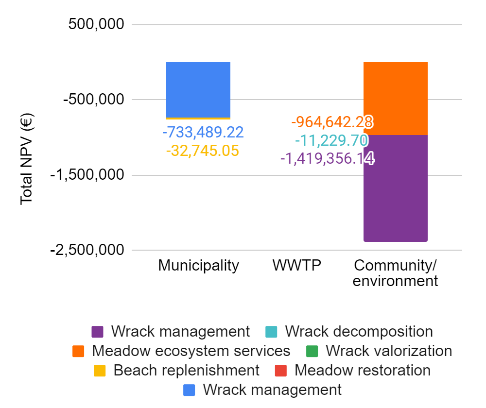 500,000
-500,000
-1,500,000
-2,500,000
Total NPV (€)
-733,489.22
-32,745.05
-964,642.28
-11,229.70
-1,419,356.14
Municipality
WWTP
Community/
environment
Wrack management Wrack decomposition
Meadow ecosystem services Wrack valorization
Beach replenishment Meadow restoration
Wrack management